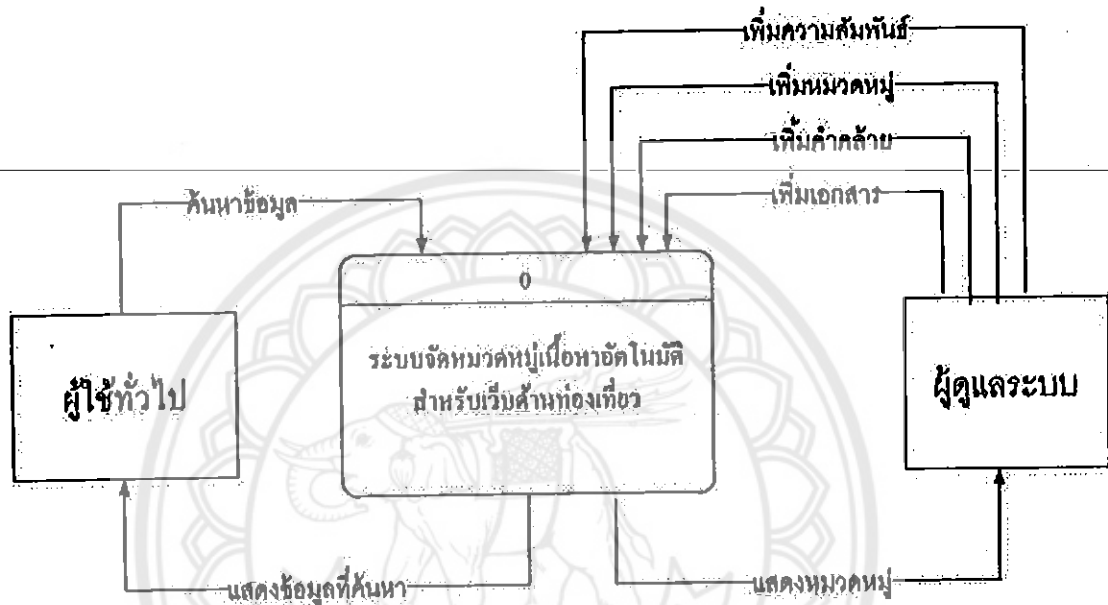 เพิ่มความสัมพันธ์
เพิ่มหมวดหมู่
เพิ่มคำคล้าย
เพิ่มเอกสาร
ค้นหาข้อมูล
0
ระบบจัดหมวดหมู่เนื้อหาอัตโนมัติ
สำหรับเว็บด้านท่องเที่ยว
ผู้ใช้ทั่วไป
ผู้ดูแลระบบ
แสดงข้อมูลที่ค้นหา
แสดงหมวดหมู่